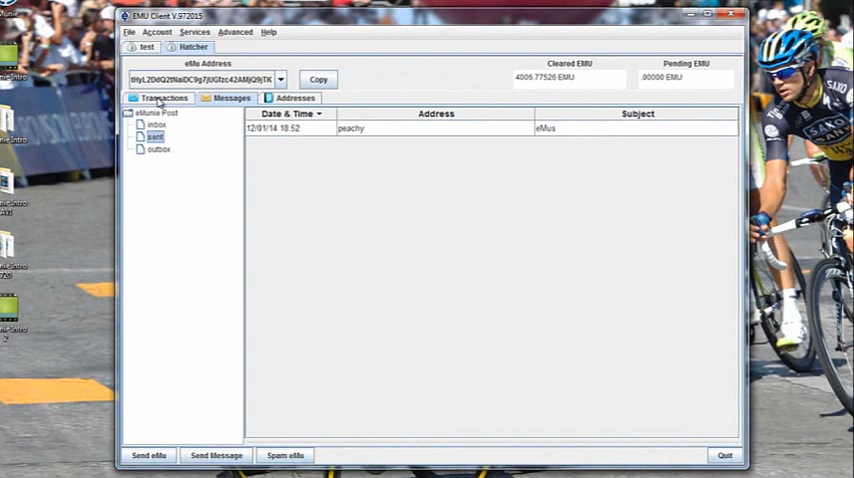 EMU Client V.972015
File Account Services Advanced Help
test Hatcher
eMu Address
Cleared EMU
Pending EMU
Copy
4006.77526 EMU
.00000 EMU
Transactions Messages Addresses
eMunie Post
inbox
sent
outbox
Date & Time Address Subject
12/01/14 18:52 peachy eMus
Send eMu Send Message Spam eMu Quit
SAXO